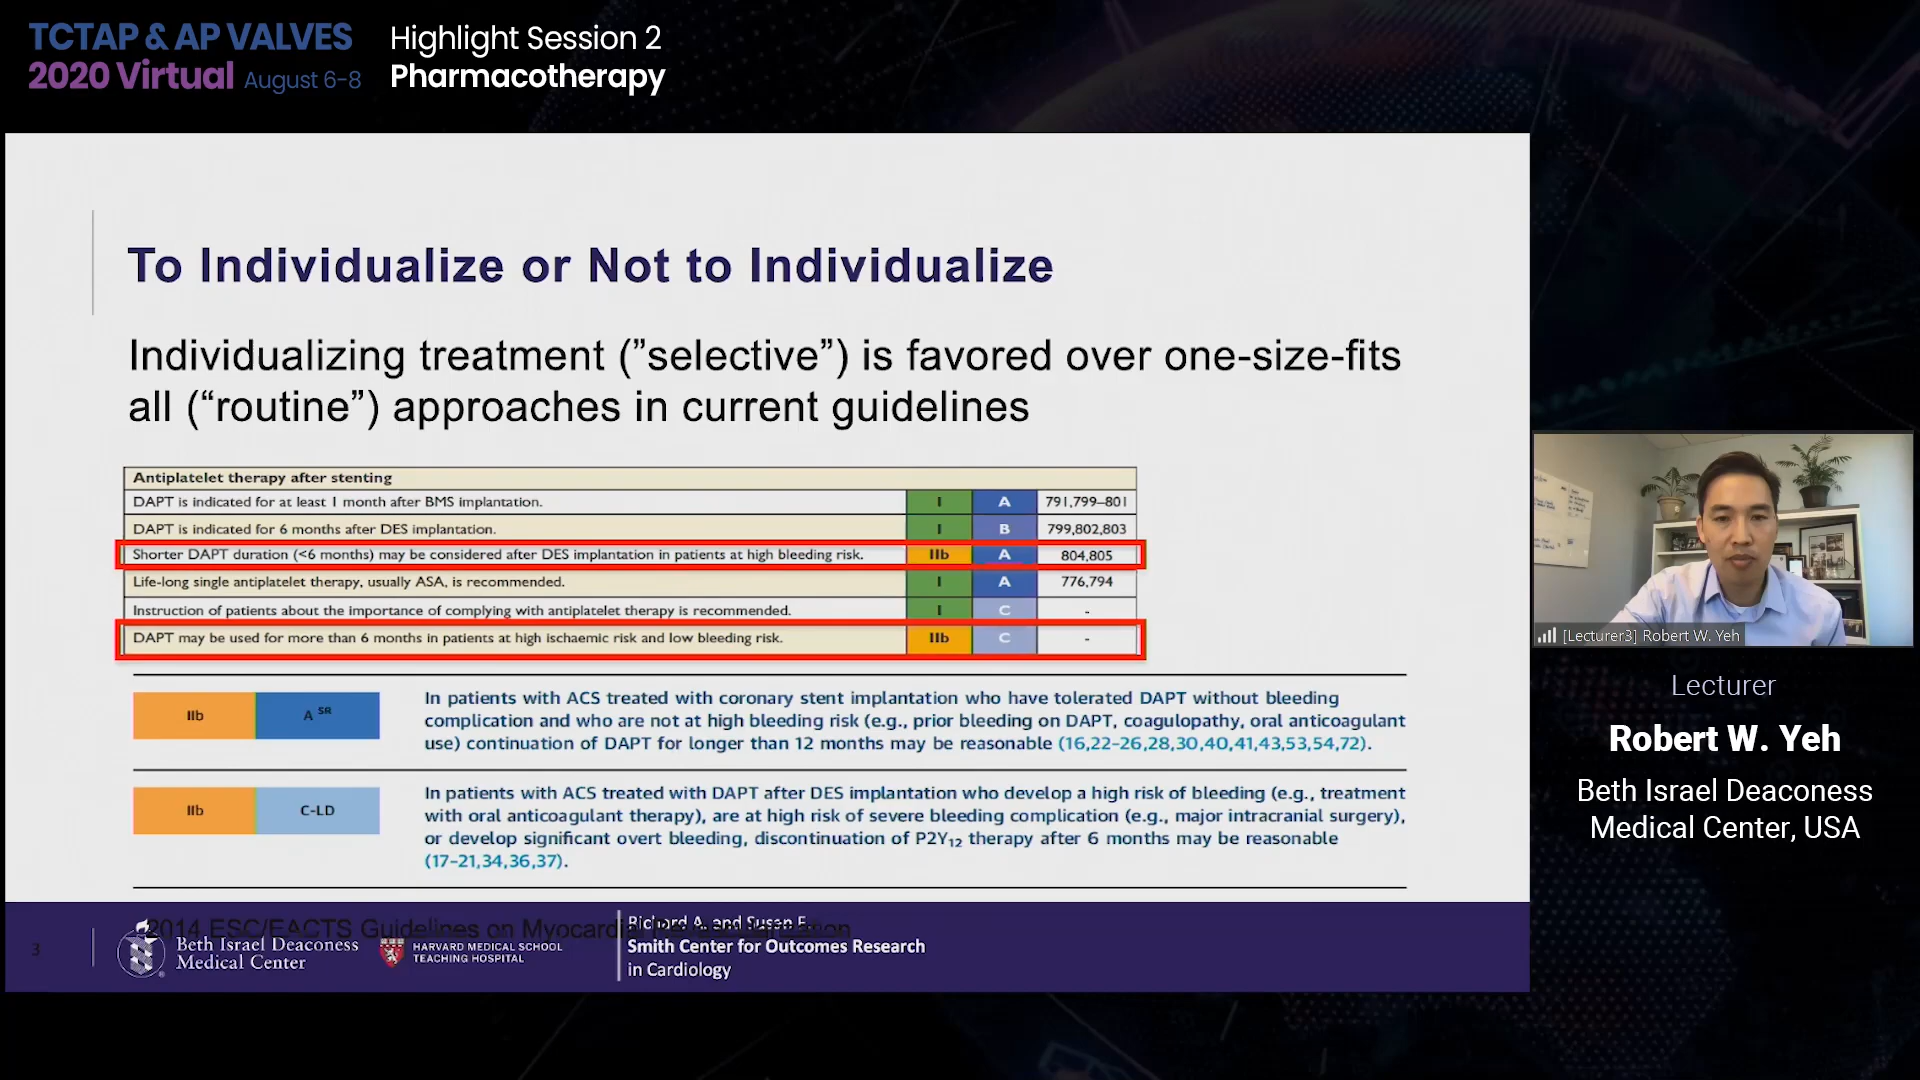 TCTAP & AP VALVES
2020 Virtual August 6-8
Highlight Session 2
Pharmacotherapy
To Individualize or Not to Individualize
Individualizing treatment (”selective”) is favored over one-size-fits
all (“routine”) approaches in current guidelines
Antiplatelet therapy after stenting
DAPT is indicated for at least 1 month after BMS implantation. I A 791,799–801
DAPT is indicated for 6 months after DES implantation. I B 799,802,803
Shorter DAPT duration (<6 months) may be considered after DES implantation in patients at high bleeding risk. IIb A 804,805
Life-long single antiplatelet therapy, usually ASA, is recommended. I A 776,794
Instruction of patients about the importance of complying with antiplatelet therapy is recommended. I C -
DAPT may be used for more than 6 months in patients at high ischaemic risk and low bleeding risk. IIb C -
IIb A SR
In patients with ACS treated with coronary stent implantation who have tolerated DAPT without bleeding
complication and who are not at high bleeding risk (e.g., prior bleeding on DAPT, coagulopathy, oral anticoagulant
use) continuation of DAPT for longer than 12 months may be reasonable (16,22-26,28,30,40,41,43,53,54,72).
IIb C-LD
In patients with ACS treated with DAPT after DES implantation who develop a high risk of bleeding (e.g., treatment
with oral anticoagulant therapy), are at high risk of severe bleeding complication (e.g., major intracranial surgery),
or develop significant overt bleeding, discontinuation of P2Y12 therapy after 6 months may be reasonable
(17-21,34,36,37).
2014 ESC/EACTS Guidelines on
3
Beth Israel Deaconess
Medical Center
HARVARD MEDICAL SCHOOL
TEACHING HOSPITAL
Richard A. and Susan F.
Smith Center for Outcomes Research
in Cardiology
[Lecturer3] Robert W. Yeh
Lecturer
Robert W. Yeh
Beth Israel Deaconess
Medical Center, USA